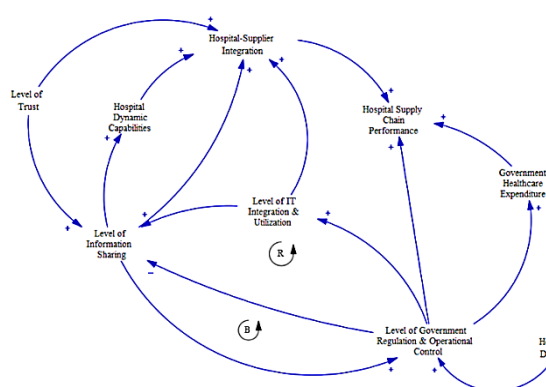 Hospital-Supplier
Integration
Level of
Trust
Hospital
Dynamic
Capabilities
Hospital Supply
Chain
Performance
Government
Healthcare
Expenditure
Level of IT
Integration &
Utilization
Level of
Information
Sharing
R
B
Level of Government
Regulation & Operational
Control
H
D
+
+
+
+
+
+
+
+
+
+
+
+
+
+
−
+
+